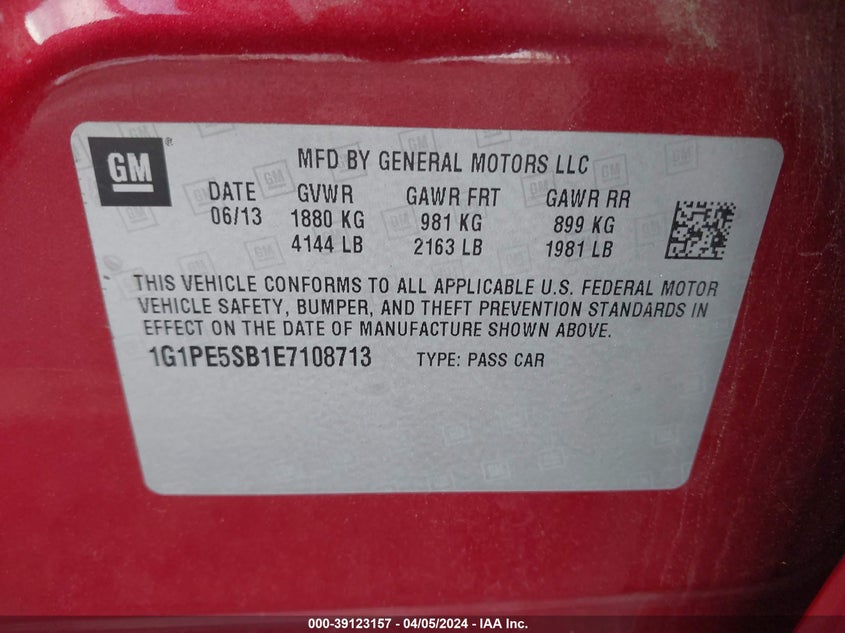 GM
MFD BY GENERAL MOTORS LLC
DATE GVWR GAWR FRT GAWR RR
06/13 1880 KG 981 KG 899 KG
4144 LB 2163 LB 1981 LB
THIS VEHICLE CONFORMS TO ALL APPLICABLE U.S. FEDERAL MOTOR
VEHICLE SAFETY, BUMPER, AND THEFT PREVENTION STANDARDS IN
EFFECT ON THE DATE OF MANUFACTURE SHOWN ABOVE.
1G1PE5SB1E7108713 TYPE: PASS CAR
000-39123157 - 04/05/2024 - IAA Inc.